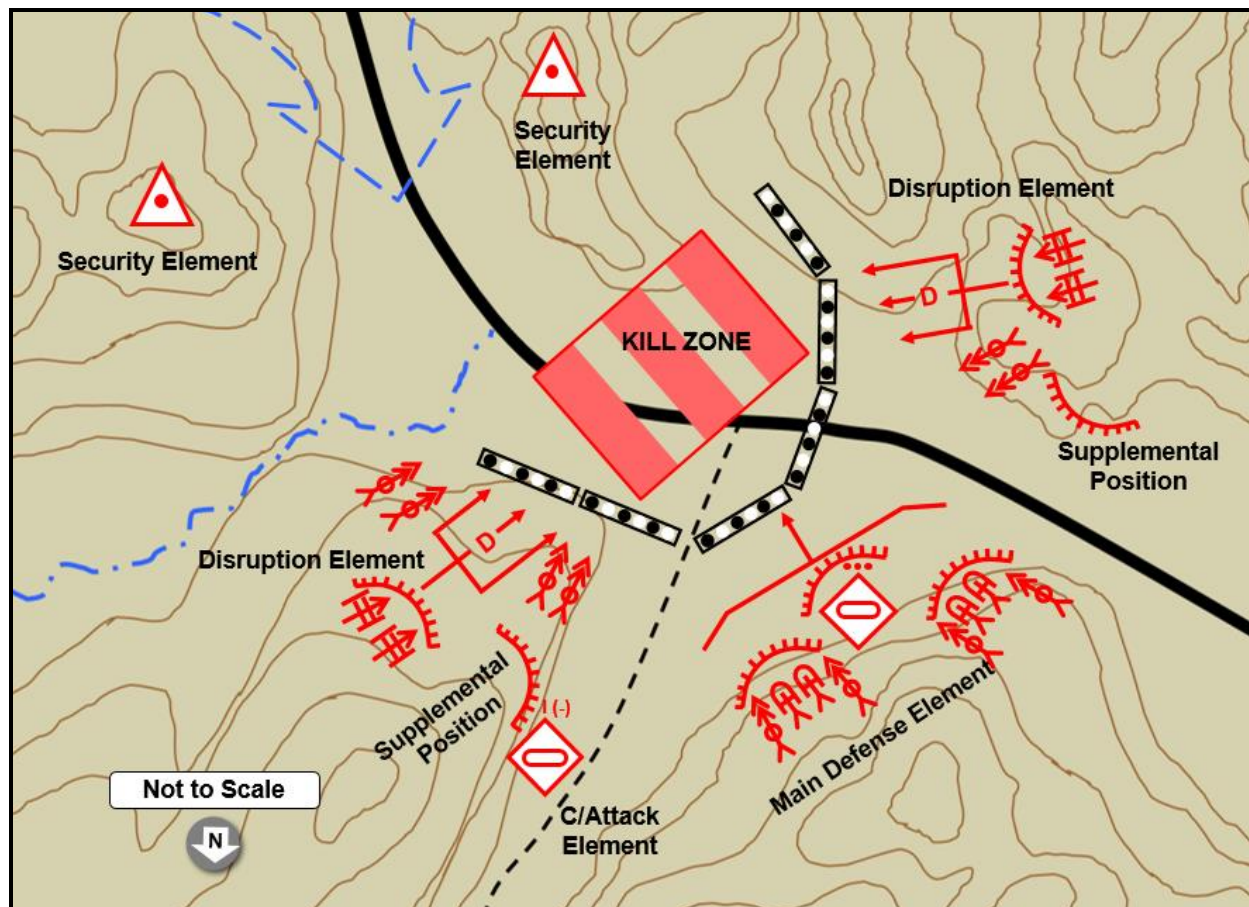 Security
Element
Disruption Element
Security Element
KILL ZONE
D
Supplemental
Position
D
Disruption Element
Supplemental
Position
I (-)
Main Defense Element
Not to Scale
C/Attack
Element
N